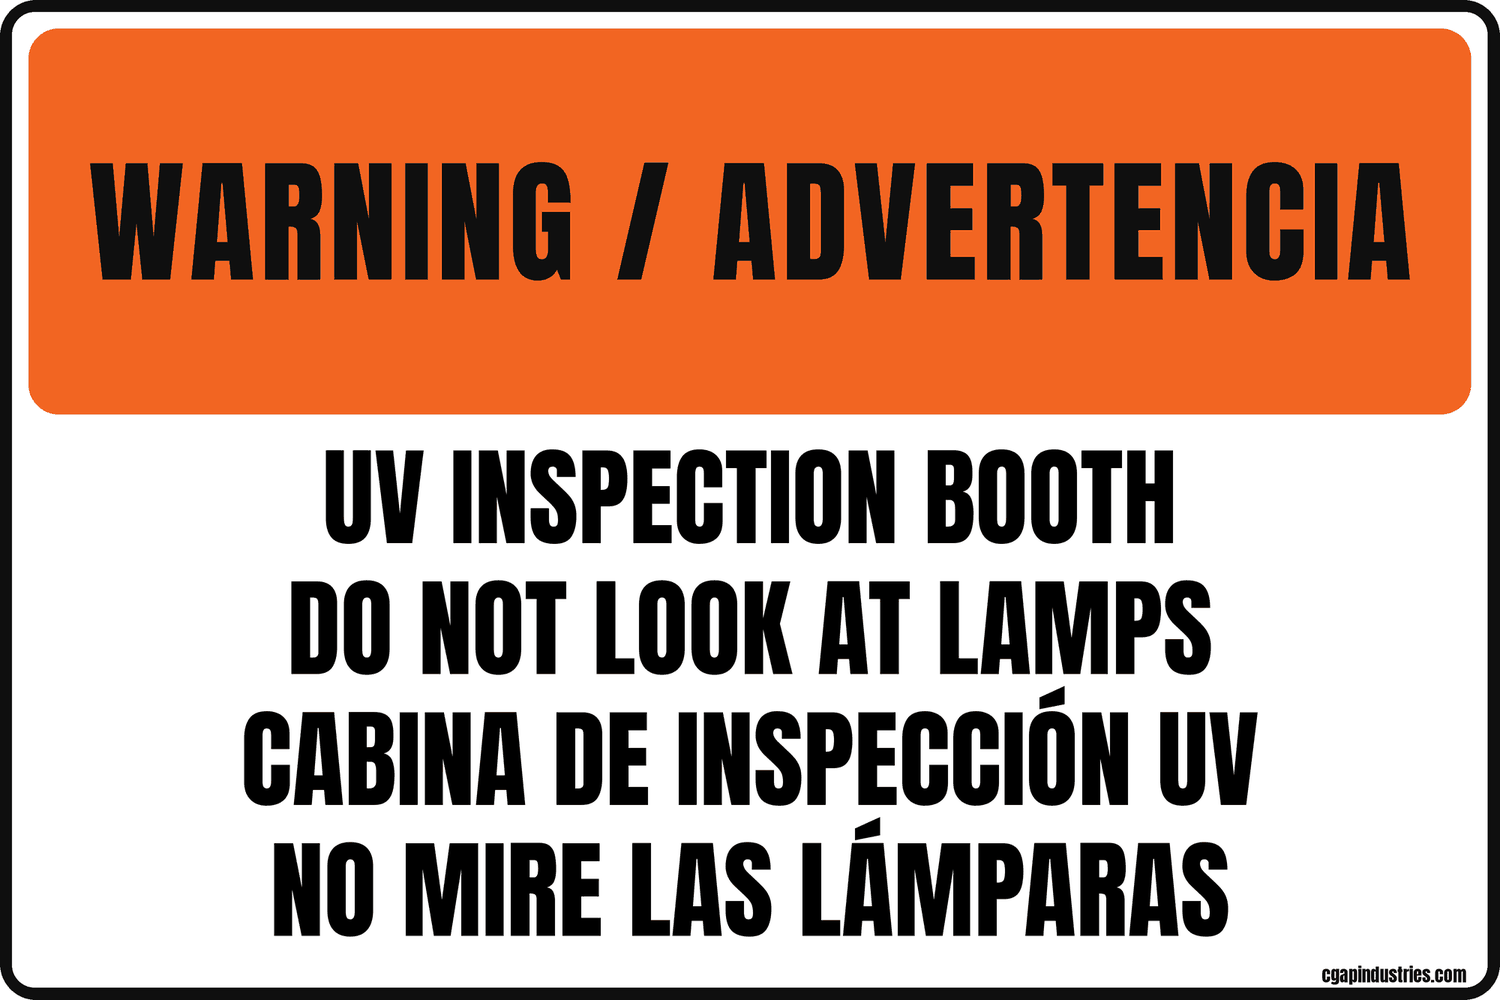 WARNING / ADVERTENCIA
UV INSPECTION BOOTH
DO NOT LOOK AT LAMPS
CABINA DE INSPECCIÓN UV
NO MIRE LAS LÁMPARAS
cgapindustries.com